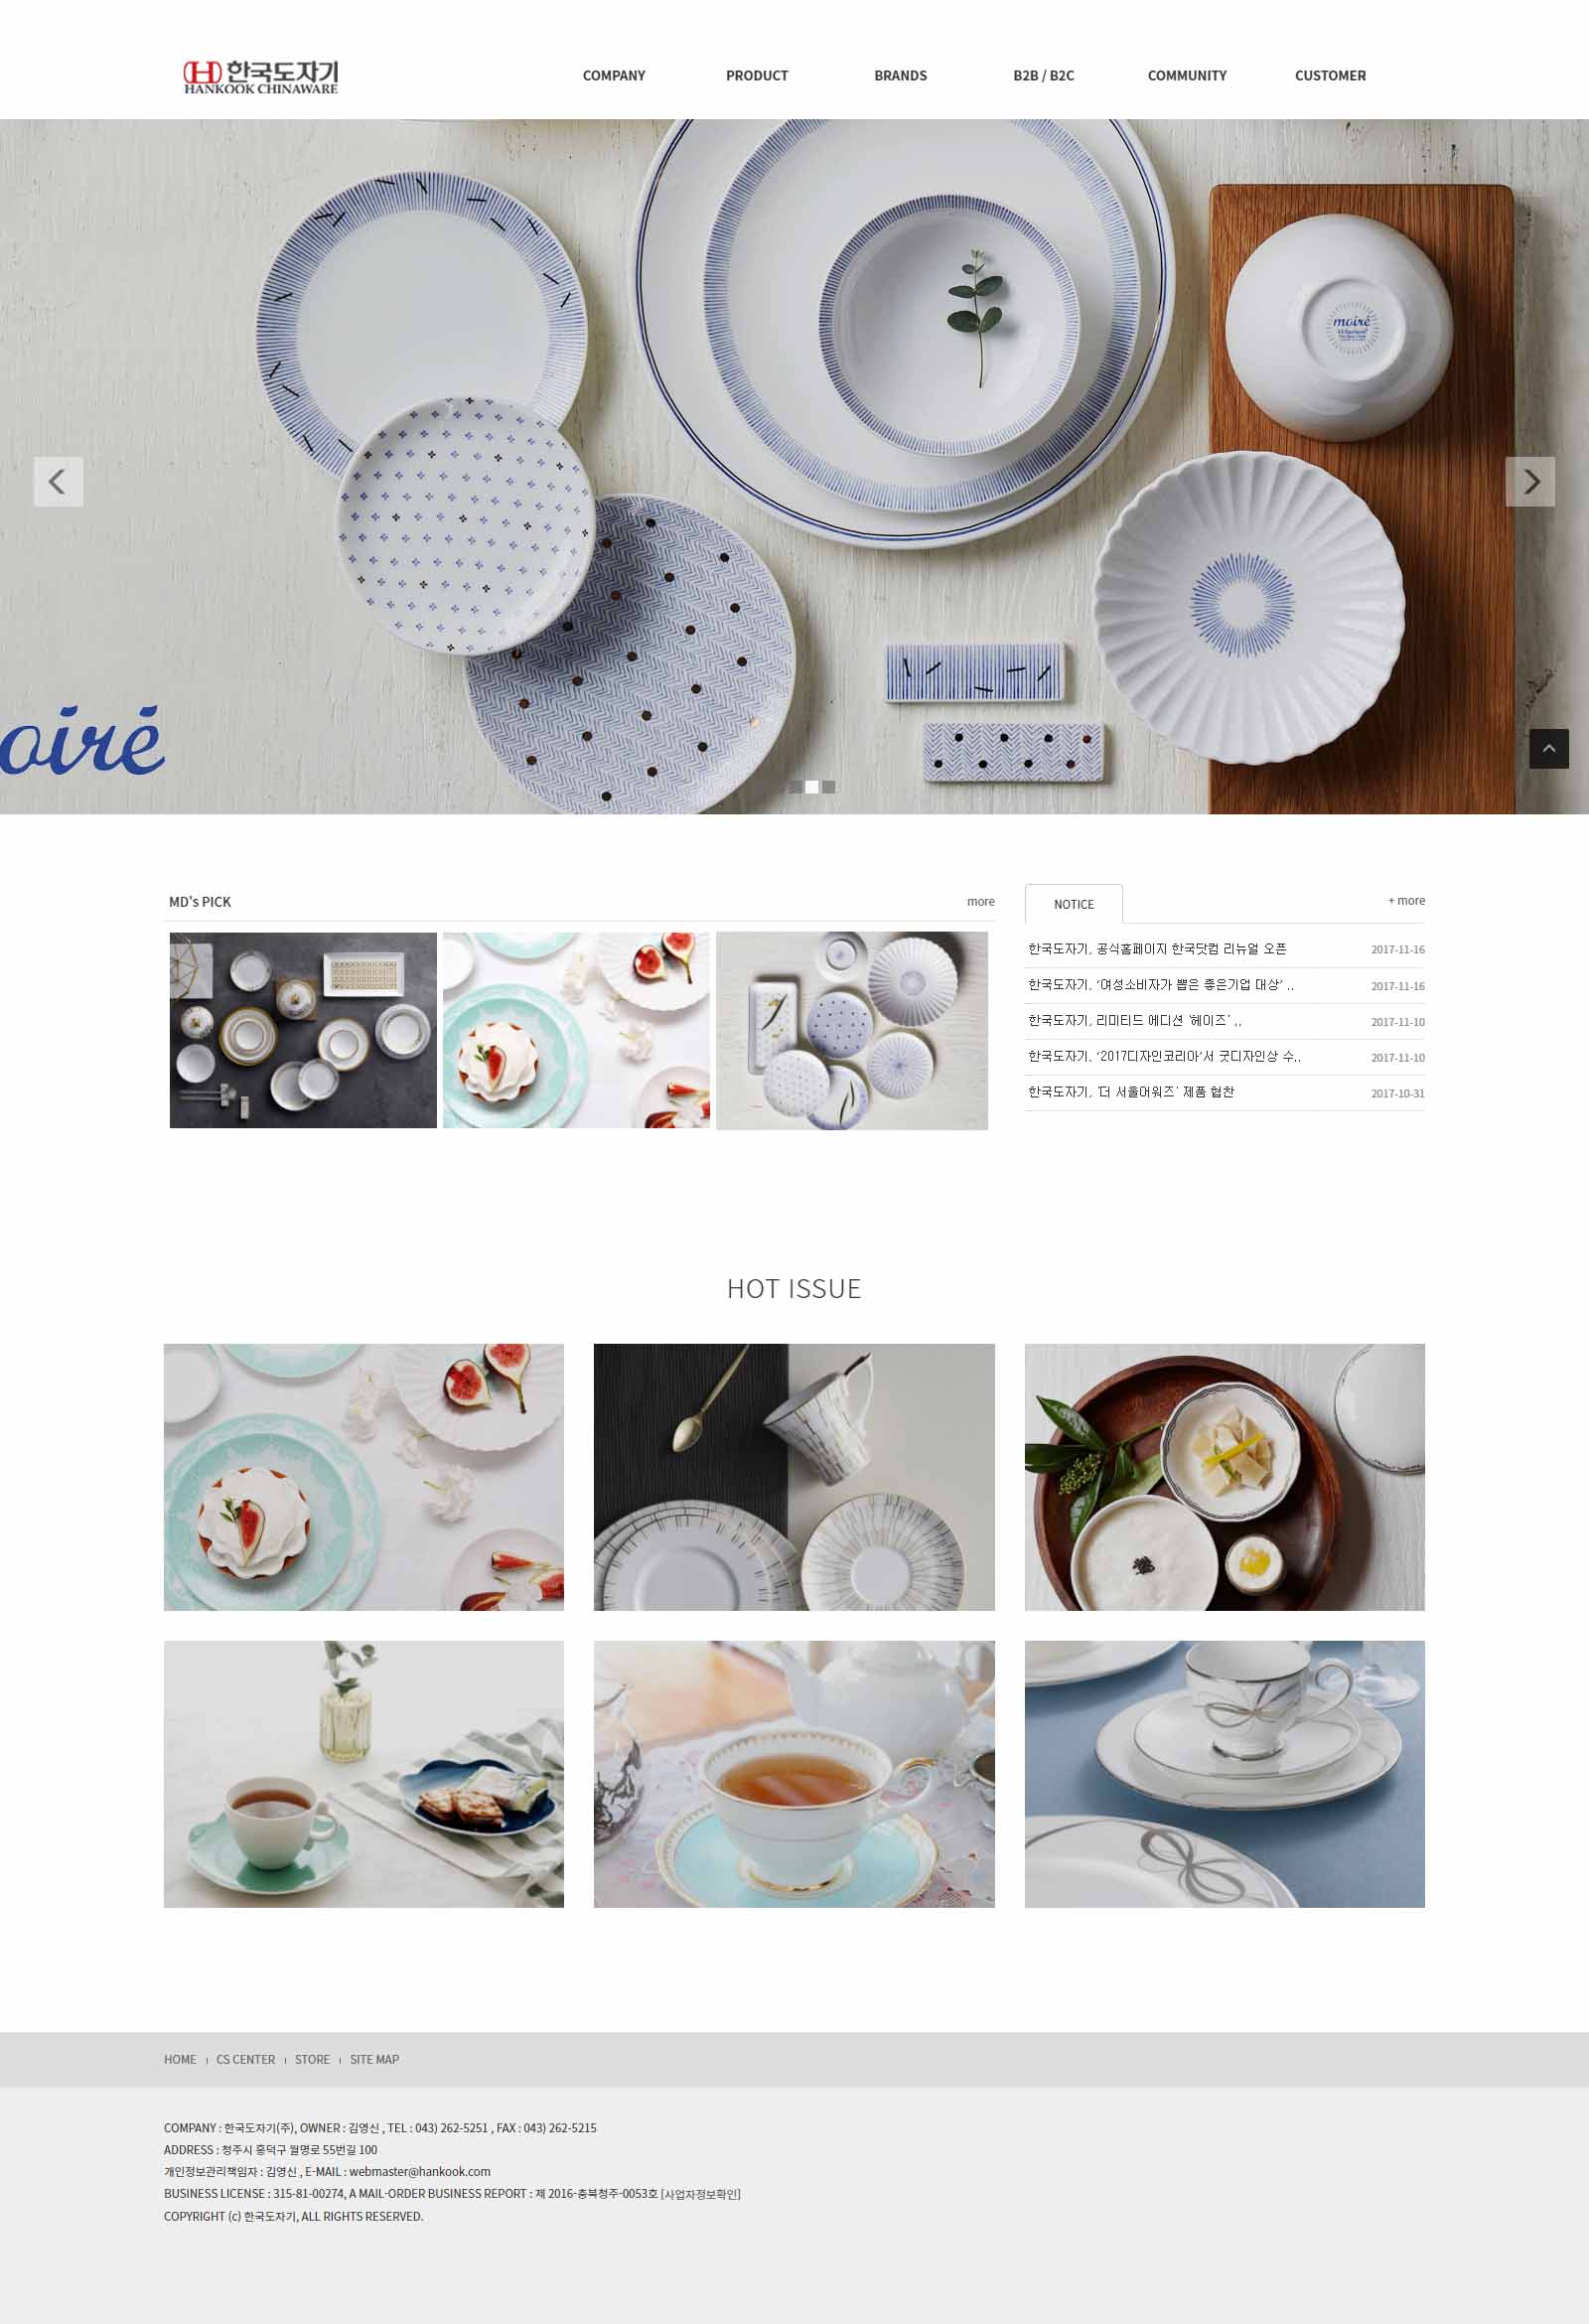 한국도자기
HANKOOK CHINAWARE
COMPANY PRODUCT BRANDS B2B / B2C COMMUNITY CUSTOMER
moiré
oiré
MD's PICK more
NOTICE + more
한국도자기, 공식홈페이지 한국닷컴 리뉴얼 오픈 2017-11-16
한국도자기, ‘여성소비자가 뽑은 좋은기업 대상’ .. 2017-11-16
한국도자기, 리미티드 에디션 ‘헤이즈’ .. 2017-11-10
한국도자기, ‘2017디자인코리아’서 굿디자인상 수.. 2017-11-10
한국도자기, '더 서울어워즈' 제품 협찬 2017-10-31
HOT ISSUE
HOME CS CENTER STORE SITE MAP
COMPANY : 한국도자기(주), OWNER : 김영신 , TEL : 043) 262-5251 , FAX : 043) 262-5215
ADDRESS : 청주시 흥덕구 월명로 55번길 100
개인정보관리책임자 : 김영신 , E-MAIL : webmaster@hankook.com
BUSINESS LICENSE : 315-81-00274, A MAIL-ORDER BUSINESS REPORT : 제 2016-충북청주-0053호 [사업자정보확인]
COPYRIGHT (c) 한국도자기, ALL RIGHTS RESERVED.